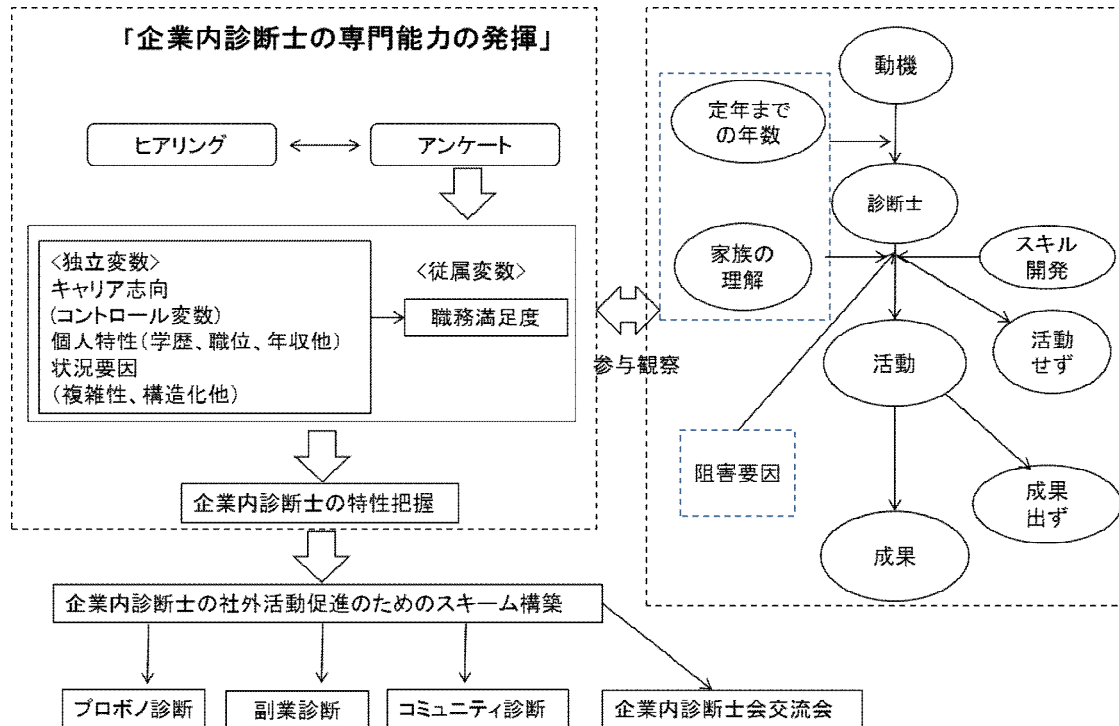 「企業内診断士の専門能力の発揮」
ヒアリング
アンケート
<独立変数>
キャリア志向
(コントロール変数)
個人特性(学歴、職位、年収他)
状況要因
(複雑性、構造化他)
<従属変数>
職務満足度
企業内診断士の特性把握
企業内診断士の社外活動促進のためのスキーム構築
プロボノ診断
副業診断
コミュニティ診断
企業内診断士会交流会
参与観察
動機
定年まで
の年数
診断士
家族の
理解
スキル
開発
活動
活動
せず
阻害要因
成果
成果
出ず